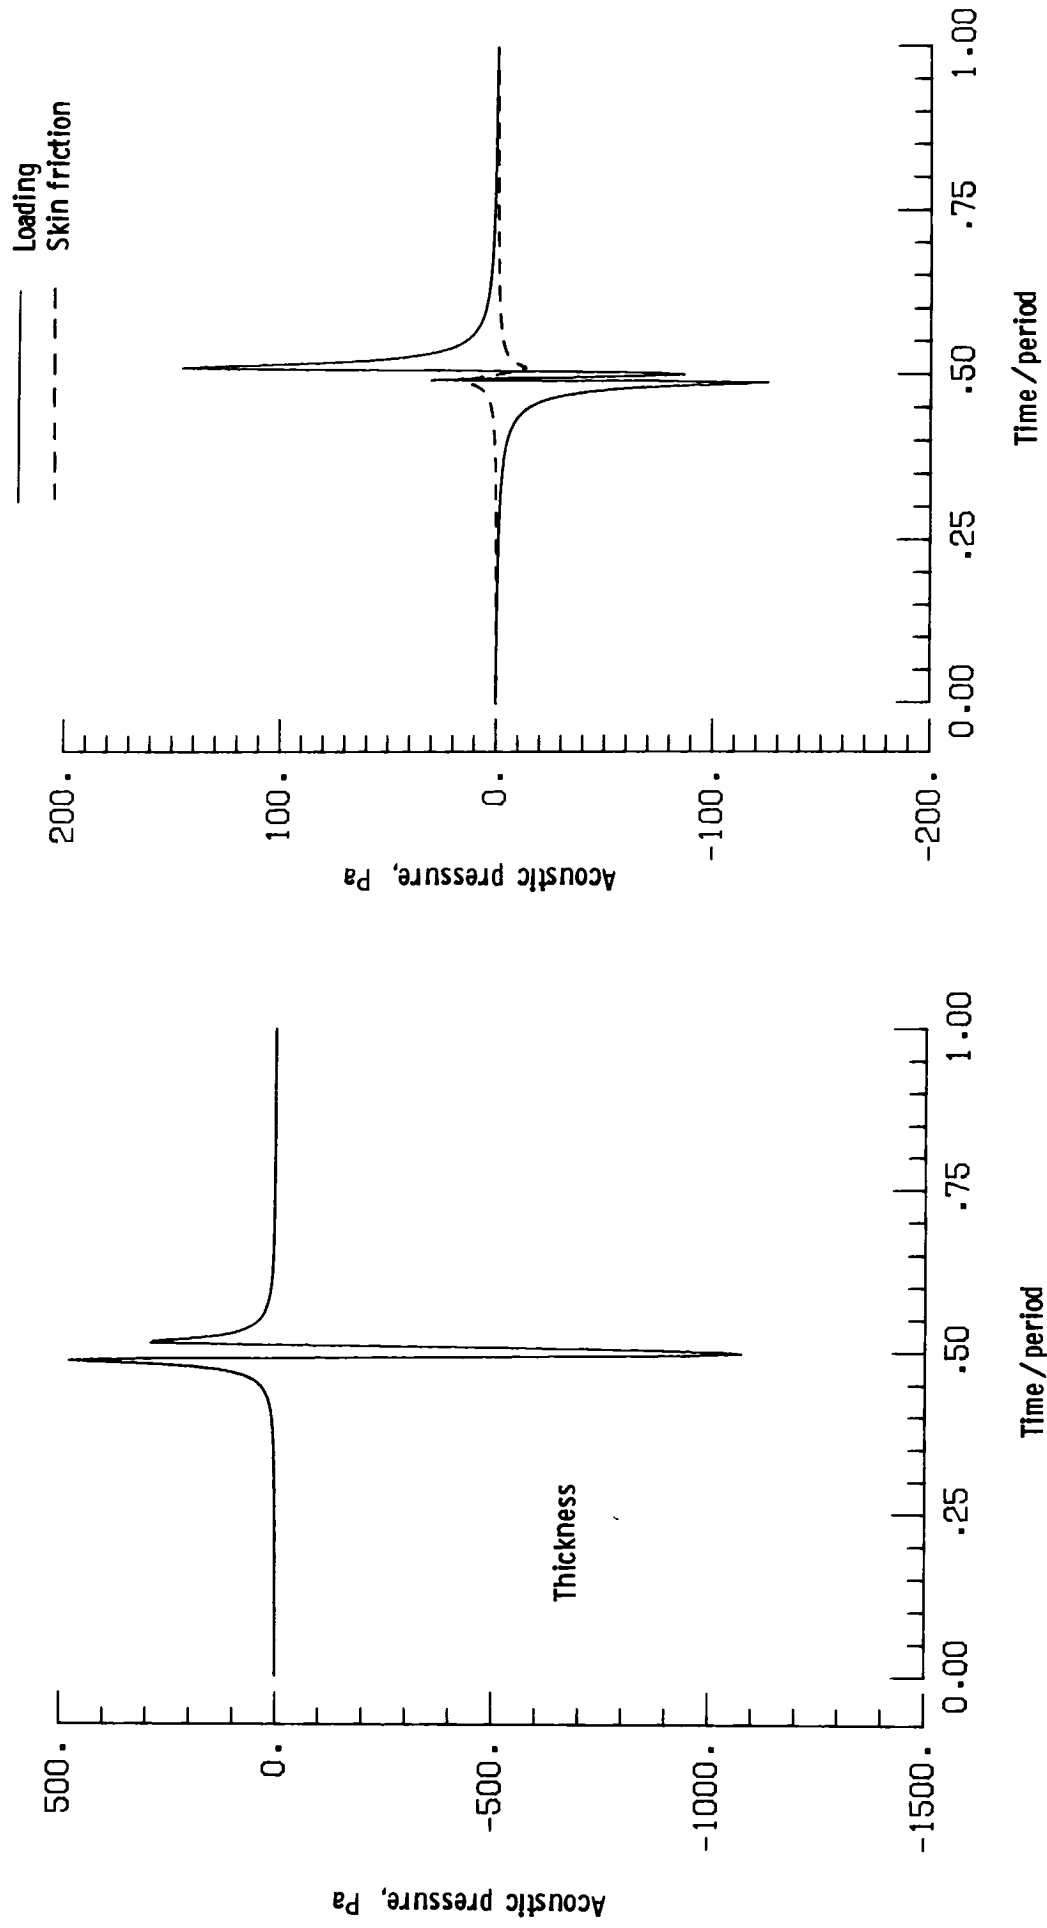 Acoustic pressure, Pa
500.
0.
-500.
-1000.
-1500.
Thickness
0.00
.25
.50
.75
1.00
Time/period
Loading
Skin friction
Acoustic pressure, Pa
200.
100.
0.
-100.
-200.
0.00
.25
.50
.75
1.00
Time/period